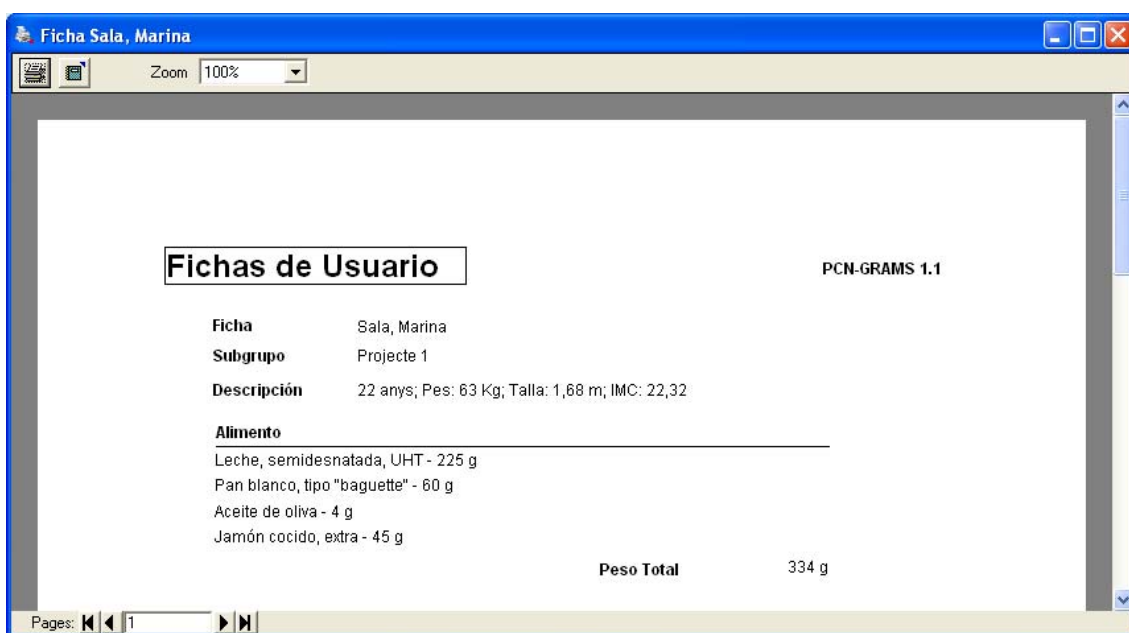 Ficha Sala, Marina
Zoom 100%
Fichas de Usuario
PCN-GRAMS 1.1
Ficha Sala, Marina
Subgrupo Projecte 1
Descripción 22 anys; Pes: 63 Kg; Talla: 1,68 m; IMC: 22,32
Alimento
Leche, semidesnatada, UHT - 225 g
Pan blanco, tipo "baguette" - 60 g
Aceite de oliva - 4 g
Jamón cocido, extra - 45 g
Peso Total 334 g
Pages: 1